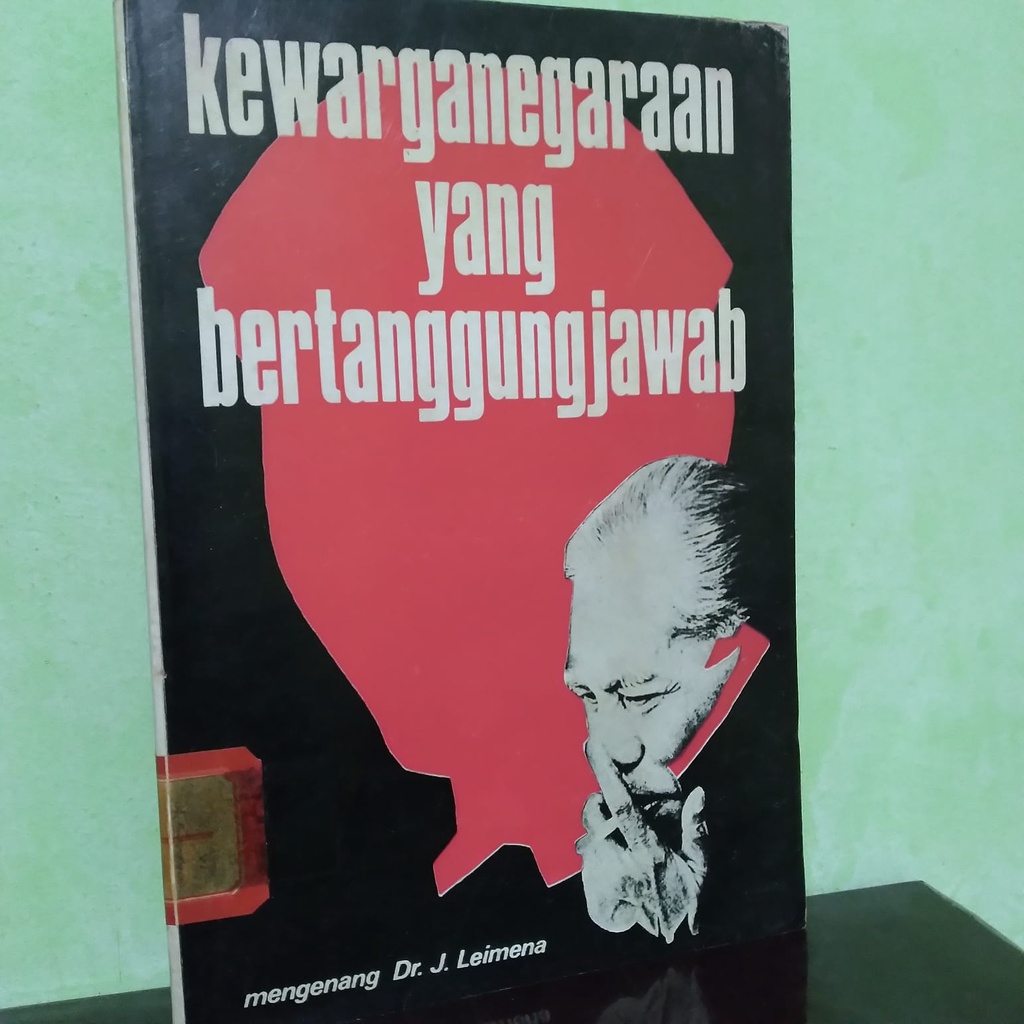 kewarganegaraan
yang
bertanggungjawab
mengenang Dr. J. Leimena